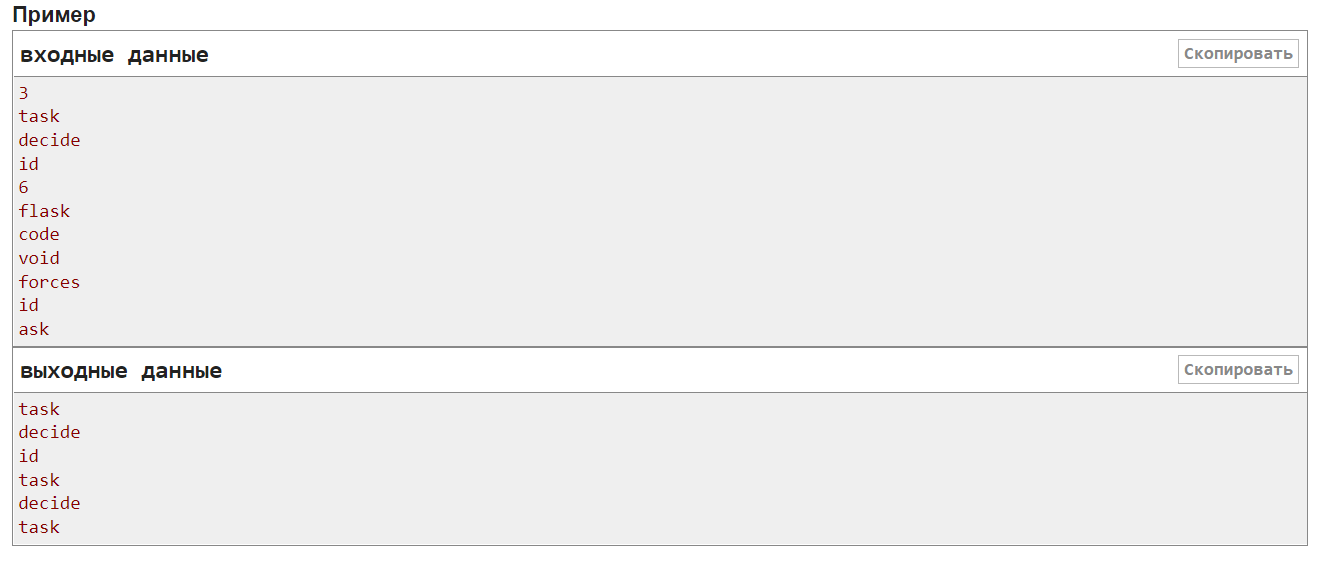 Пример
входные данные
Скопировать
3
task
decide
id
6
flask
code
void
forces
id
ask
выходные данные
Скопировать
task
decide
id
task
decide
task